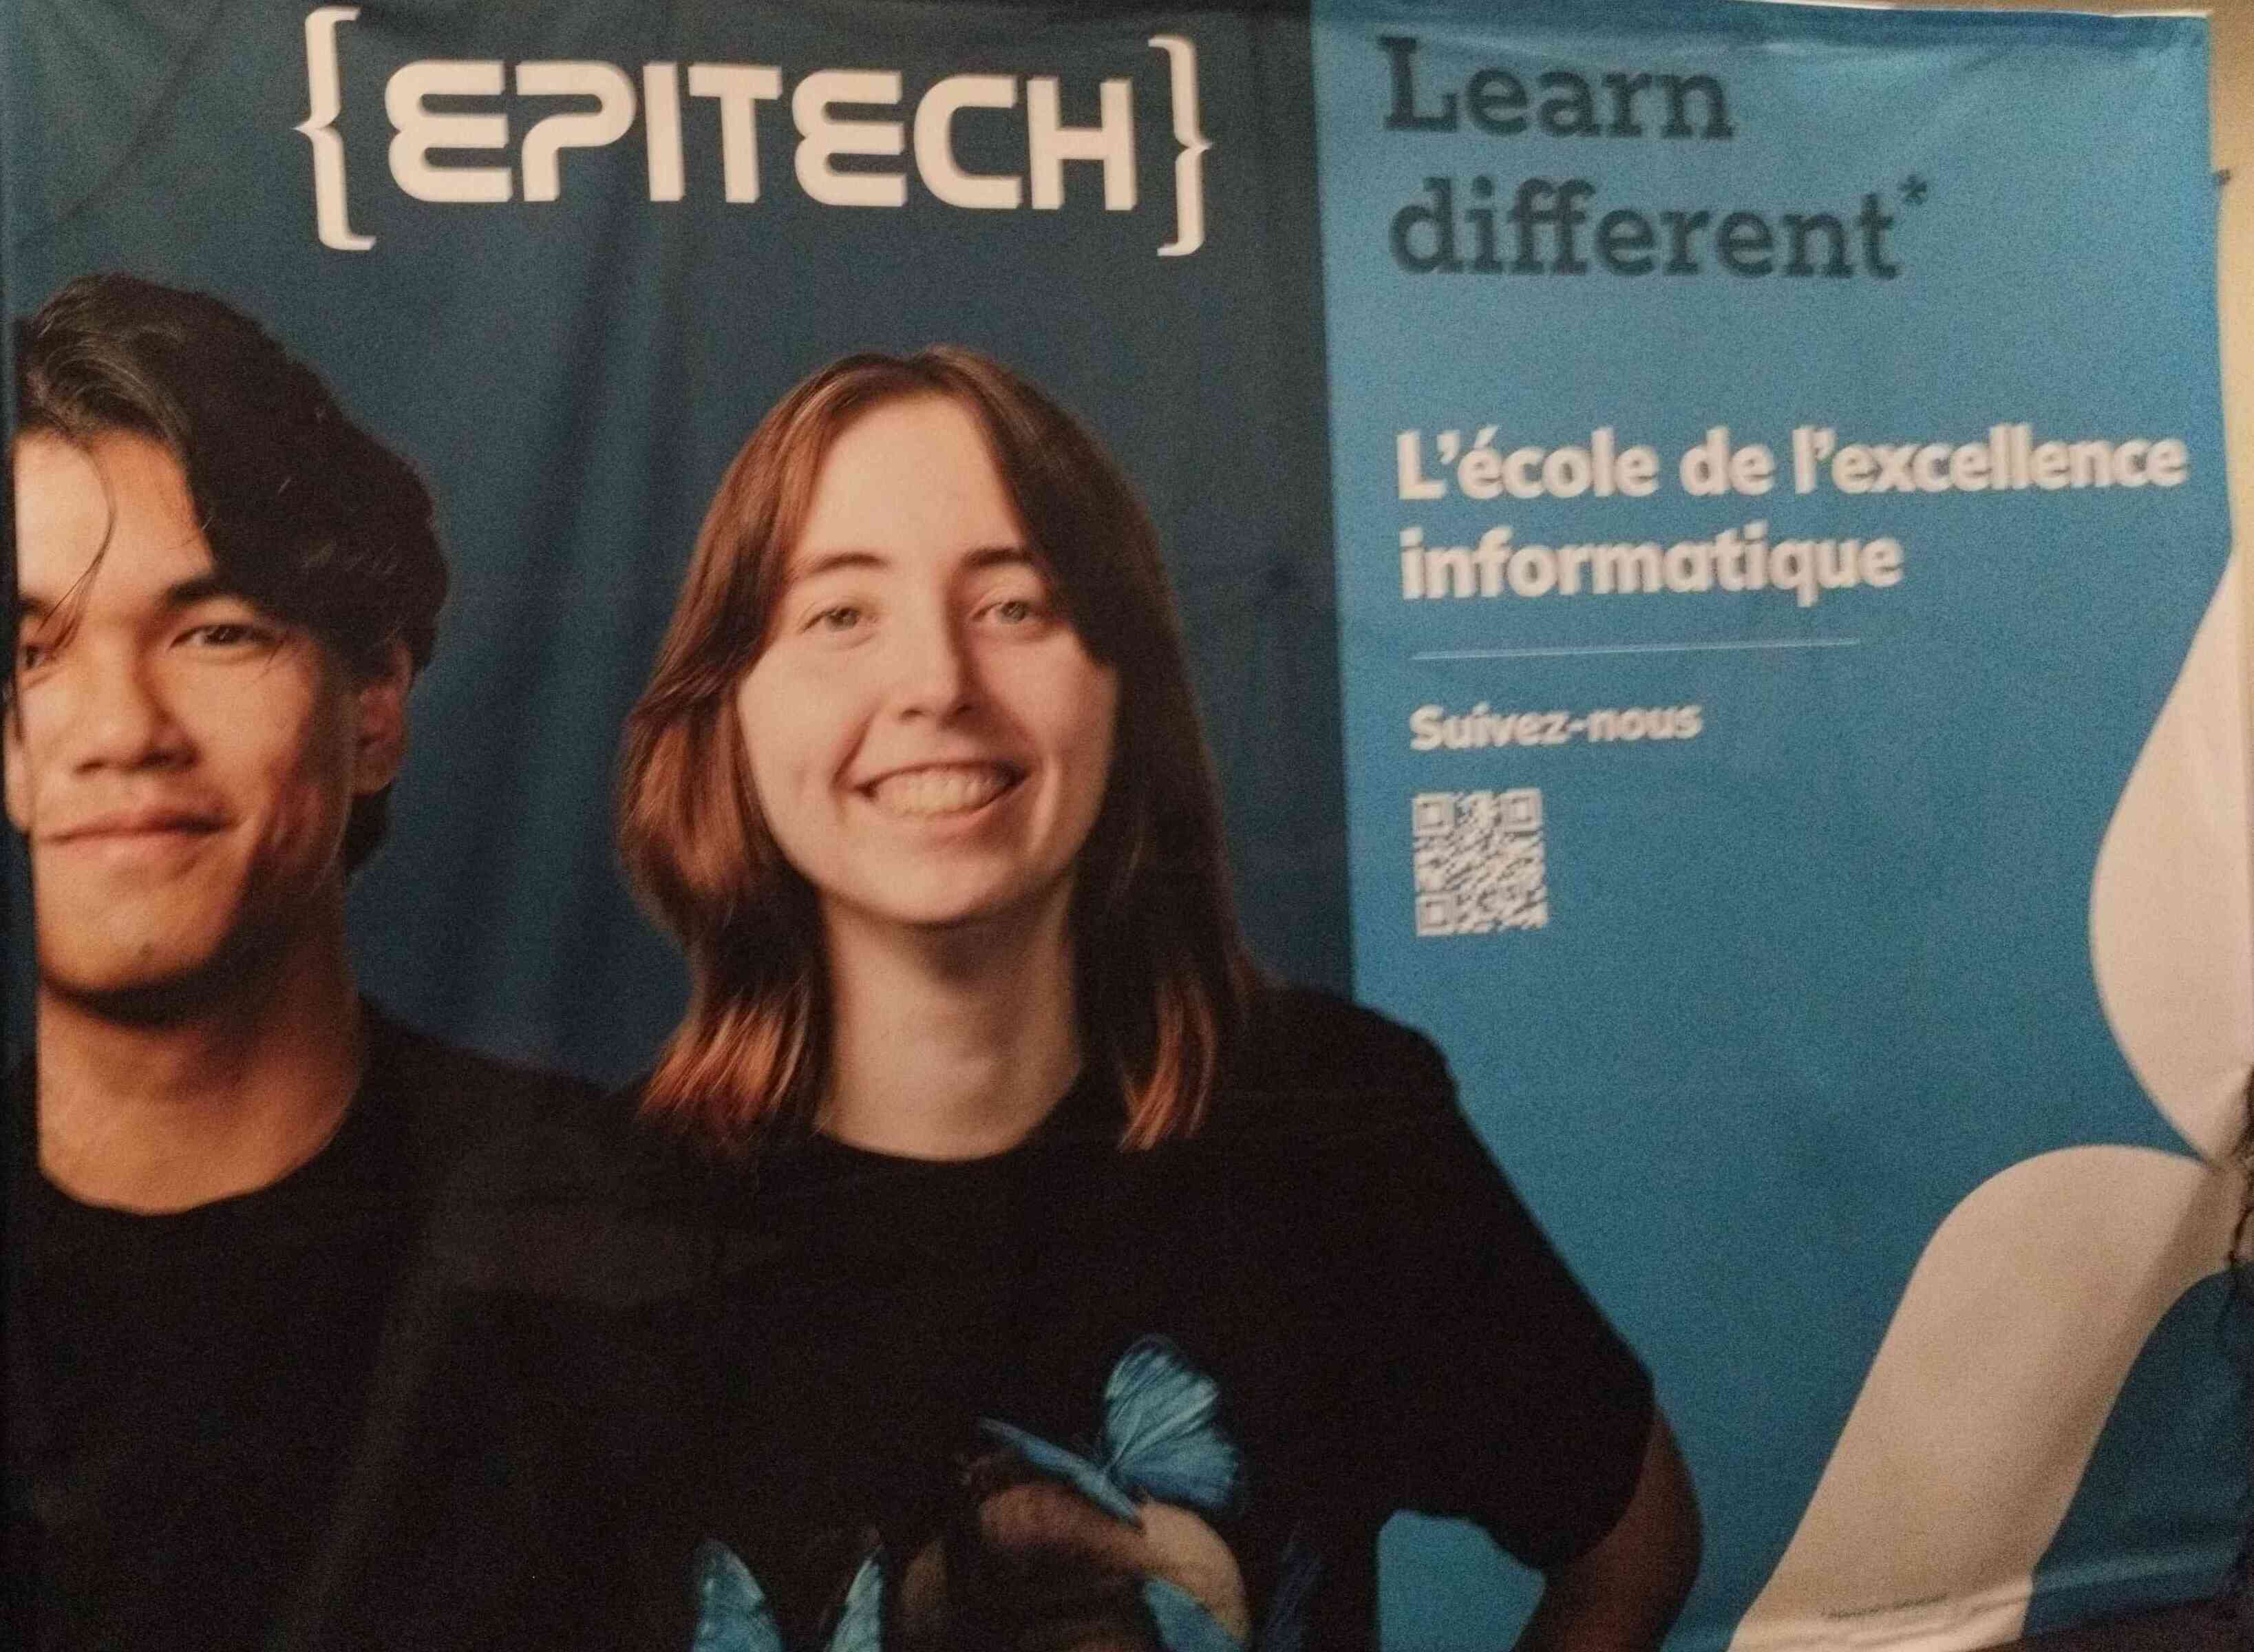 {EPITECH}
Learn
different*
L'école de l'excellence
informatique
Suivez-nous